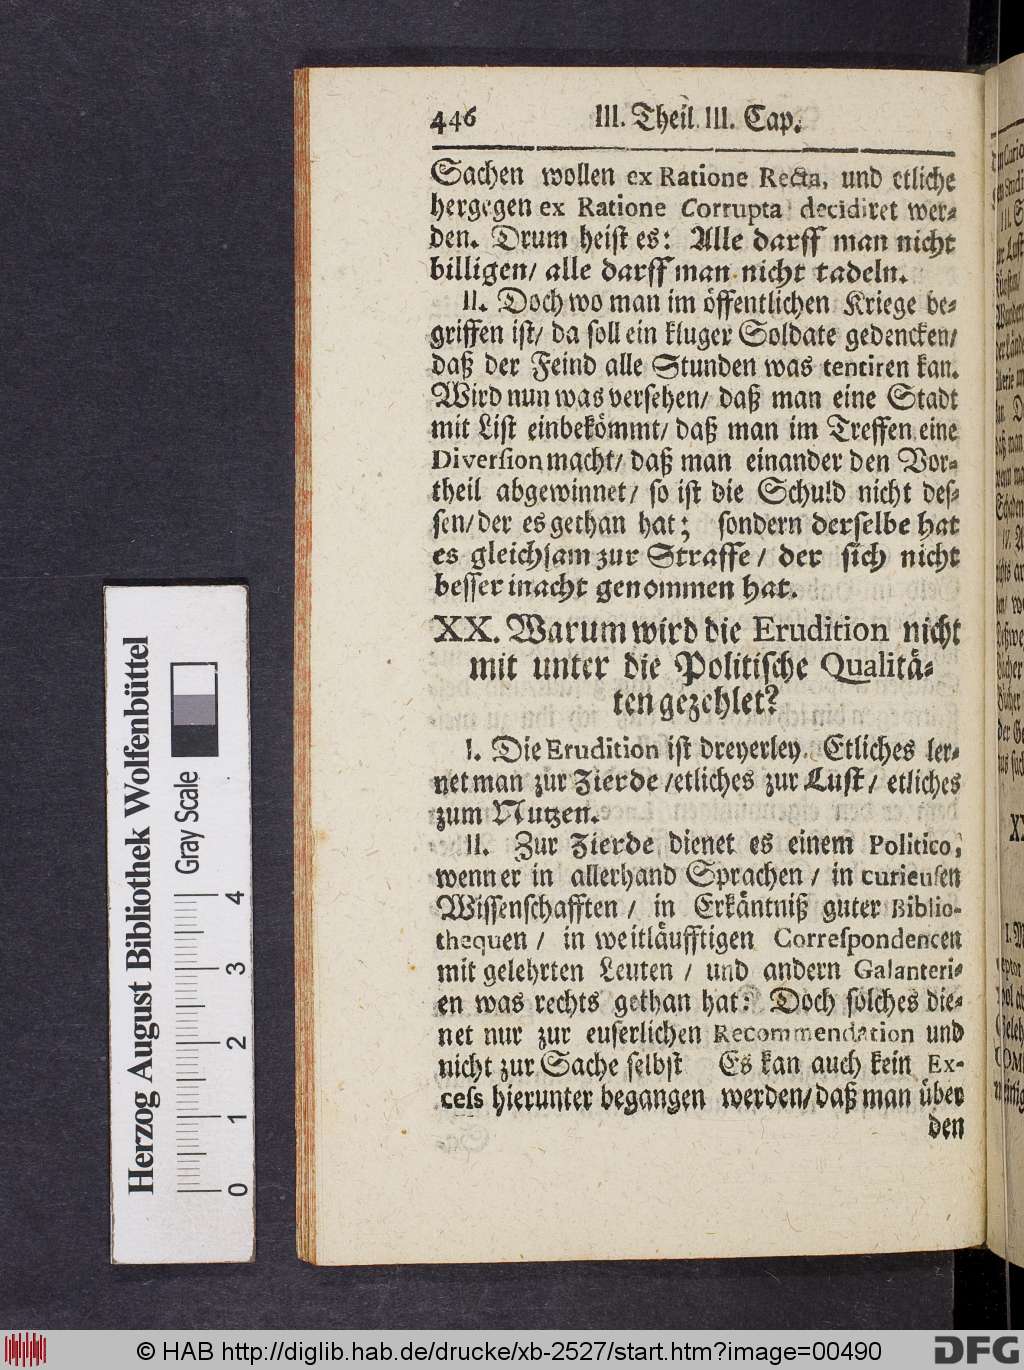 446 III. Theil. III. Cap.
Sachen wollen ex Ratione Recta, und etliche
hergegen ex Ratione Corrupta decidiret wer⸗
den. Drum heist es: Alle darff man nicht
billigen/ alle darff man nicht tadeln.
II. Doch wo man im öffentlichen Kriege be⸗
griffen ist/ da soll ein kluger Soldate gedencken/
daß der Feind alle Stunden was tentiren kan.
Wird nun was versehen/ daß man eine Stadt
mit List einbekömmt/ daß man im Treffen eine
Diversion macht/ daß man einander den Vor⸗
theil abgewinnet/ so ist die Schuld nicht des⸗
sen/ der es gethan hat; sondern derselbe hat
es gleichsam zur Straffe/ der sich nicht
besser inacht genommen hat.
XX. Warum wird die Erudition nicht
mit unter die Politische Qualitä⸗
ten gezehlet?
I. Die Erudition ist dreyerley. Etliches ler⸗
net man zur Zierde/ etliches zur Lust/ etliches
zum Nutzen.
II. Zur Zierde dienet es einem Politico,
wenn er in allerhand Sprachen/ in curieusen
Wissenschafften/ in Erkäntniß guter Biblio-
thequen/ in weitläufftigen Correspondencen
mit gelehrten Leuten/ und andern Galanteri⸗
en was rechts gethan hat: Doch solches die⸗
net nur zur euserlichen Recommendation und
nicht zur Sache selbst Es kan auch kein Ex-
cess hierunter begangen werden/ daß man über
den
Herzog August Bibliothek Wolfenbüttel
Gray Scale
0 1 2 3 4
© HAB http://diglib.hab.de/drucke/xb-2527/start.htm?image=00490
DFG